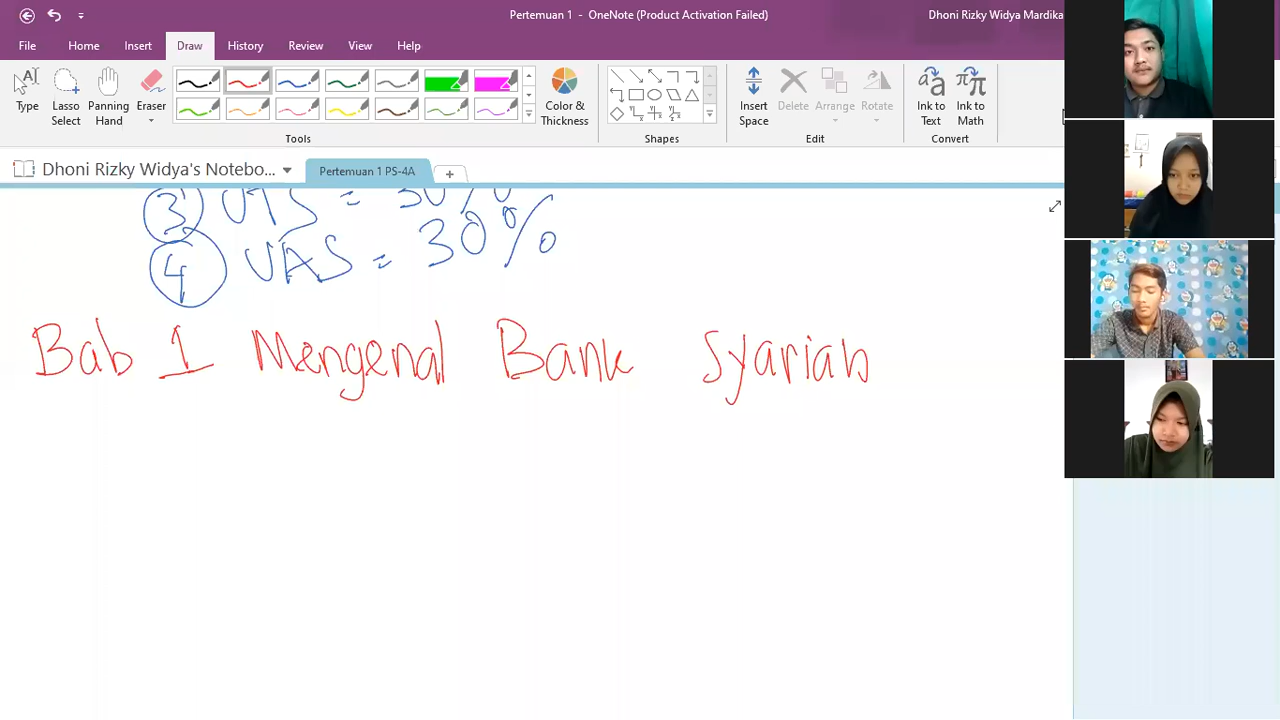 Pertemuan 1 - OneNote (Product Activation Failed)
Dhoni Rizky Widya Mardika
File Home Insert Draw History Review View Help
Type
Lasso Select
Panning Hand
Eraser
Color & Thickness
Insert Space
Delete
Arrange
Rotate
Ink to Text
Ink to Math
Tools
Shapes
Edit
Convert
Dhoni Rizky Widya's Notebo...
Pertemuan 1 PS-4A
3 UTS = 30%
4 UAS = 30%
Bab 1 Mengenal Bank Syariah